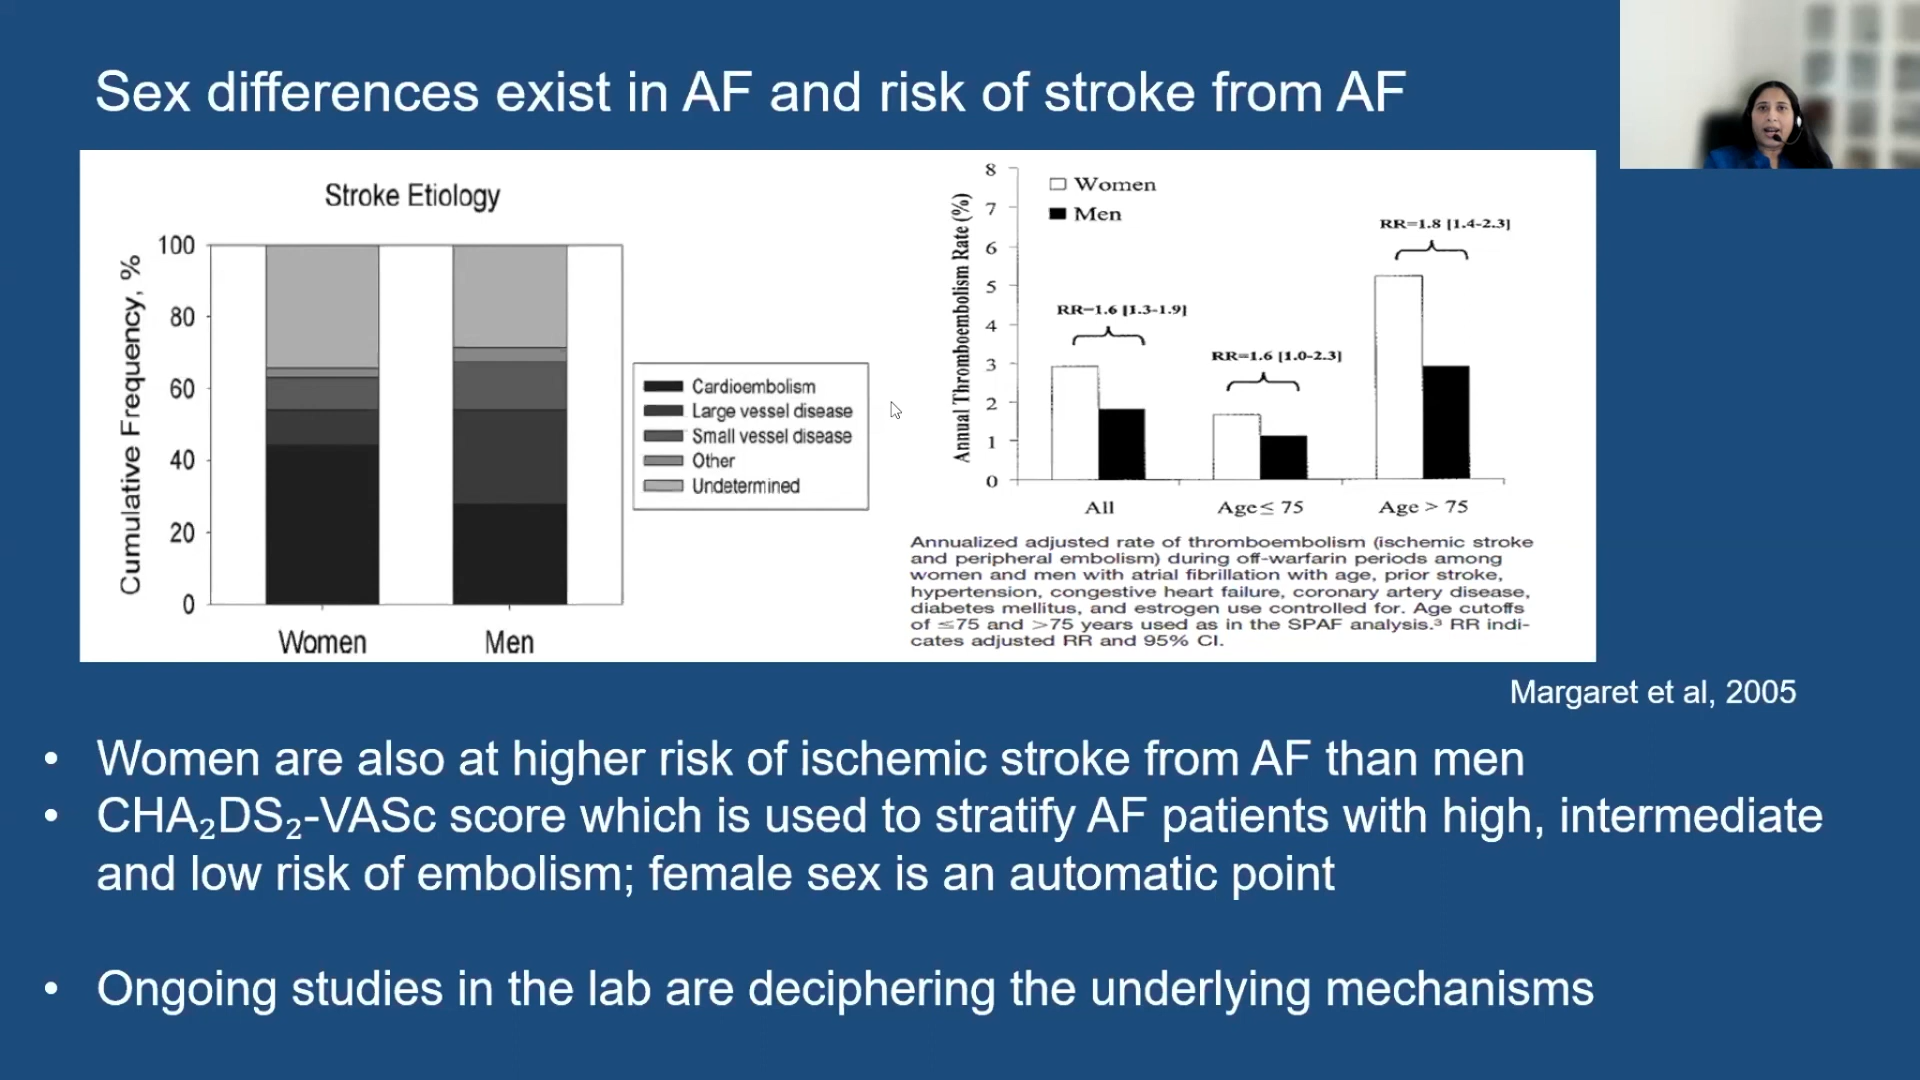 Sex differences exist in AF and risk of stroke from AF
Stroke Etiology
Cumulative Frequency, %
100
80
60
40
20
0
Women
Men
Cardioembolism
Large vessel disease
Small vessel disease
Other
Undetermined
Annual Thromboembolism Rate (%)
8
7
6
5
4
3
2
1
0
Women
Men
RR=1.6 [1.3-1.9]
RR=1.6 [1.0-2.3]
RR=1.8 [1.4-2.3]
All
Age ≤ 75
Age > 75
Annualized adjusted rate of thromboembolism (ischemic stroke
and peripheral embolism) during off-warfarin periods among
women and men with atrial fibrillation with age, prior stroke,
hypertension, congestive heart failure, coronary artery disease,
diabetes mellitus, and estrogen use controlled for. Age cutoffs
of ≤75 and >75 years used as in the SPAF analysis.³ RR indi-
cates adjusted RR and 95% CI.
Margaret et al, 2005
• Women are also at higher risk of ischemic stroke from AF than men
• CHA₂DS₂-VASc score which is used to stratify AF patients with high, intermediate
and low risk of embolism; female sex is an automatic point
• Ongoing studies in the lab are deciphering the underlying mechanisms